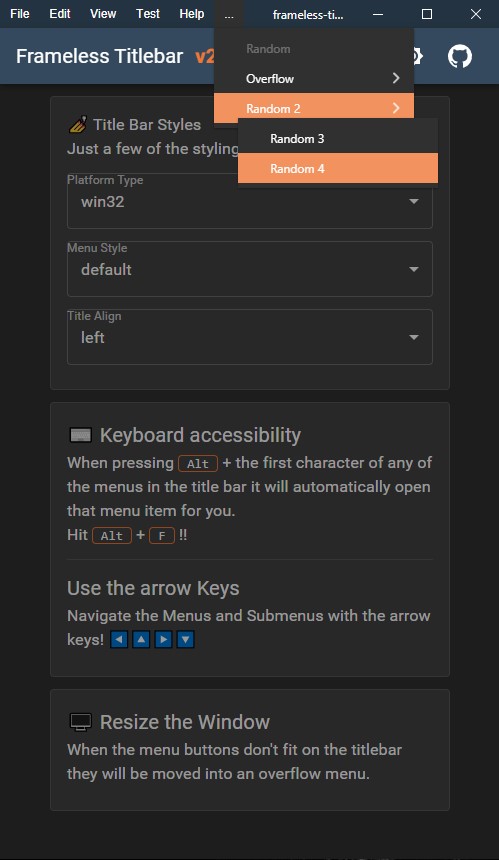 File Edit View Test Help ... frameless-ti...
Frameless Titlebar v2
Random
Overflow
Random 2
Random 3
Random 4
Title Bar Styles
Just a few of the styling
Platform Type
win32
Menu Style
default
Title Align
left
Keyboard accessibility
When pressing Alt + the first character of any of
the menus in the title bar it will automatically open
that menu item for you.
Hit Alt + F !!
Use the arrow Keys
Navigate the Menus and Submenus with the arrow
keys!
Resize the Window
When the menu buttons don't fit on the titlebar
they will be moved into an overflow menu.